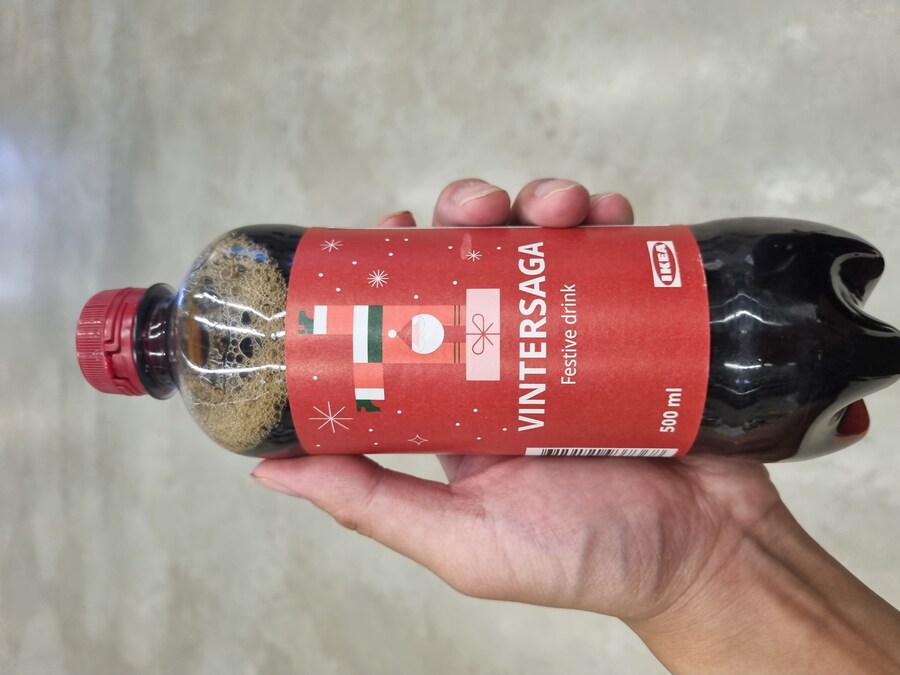 VINTERSAGA
Festive drink
500 ml
IKEA